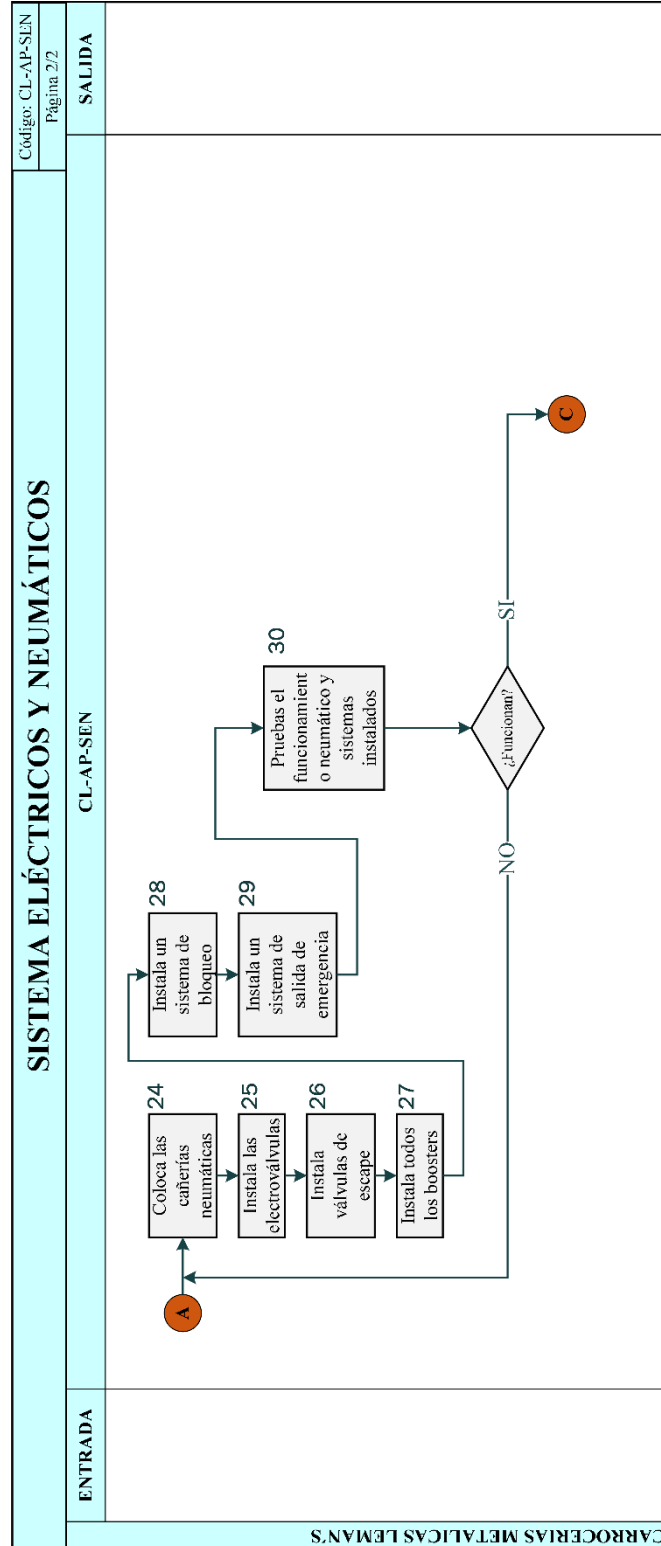 SISTEMA ELÉCTRICOS Y NEUMÁTICOS
Código: CL-AP-SEN
Página 2/2
ENTRADA
CL-AP-SEN
SALIDA
CARROCERIAS METALICAS LEMAN'S
A
Coloca las
cañerías
neumáticas
24
Instala las
electroválvulas
25
Instala
válvulas de
escape
26
Instala todos
los boosters
27
Instala un
sistema de
bloqueo
28
Instala un
sistema de
salida de
emergencia
29
Pruebas el
funcionamient
o neumático y
sistemas
instalados
30
¿Funcionan?
NO
SI
C